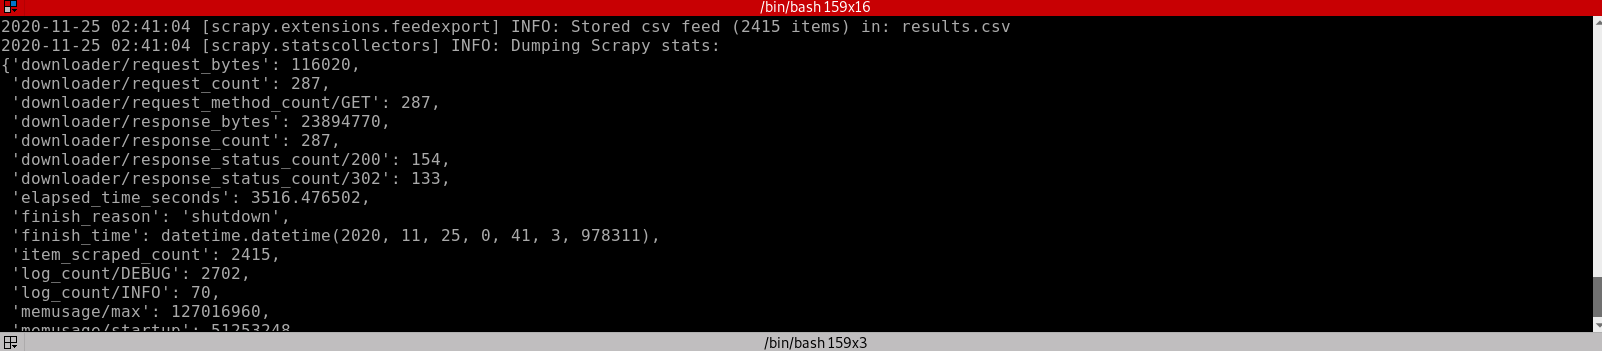 /bin/bash 159x16
2020-11-25 02:41:04 [scrapy.extensions.feedexport] INFO: Stored csv feed (2415 items) in: results.csv
2020-11-25 02:41:04 [scrapy.statscollectors] INFO: Dumping Scrapy stats:
{'downloader/request_bytes': 116020,
 'downloader/request_count': 287,
 'downloader/request_method_count/GET': 287,
 'downloader/response_bytes': 23894770,
 'downloader/response_count': 287,
 'downloader/response_status_count/200': 154,
 'downloader/response_status_count/302': 133,
 'elapsed_time_seconds': 3516.476502,
 'finish_reason': 'shutdown',
 'finish_time': datetime.datetime(2020, 11, 25, 0, 41, 3, 978311),
 'item_scraped_count': 2415,
 'log_count/DEBUG': 2702,
 'log_count/INFO': 70,
 'memusage/max': 127016960,
 'memusage/startup': 51253248
/bin/bash 159x3